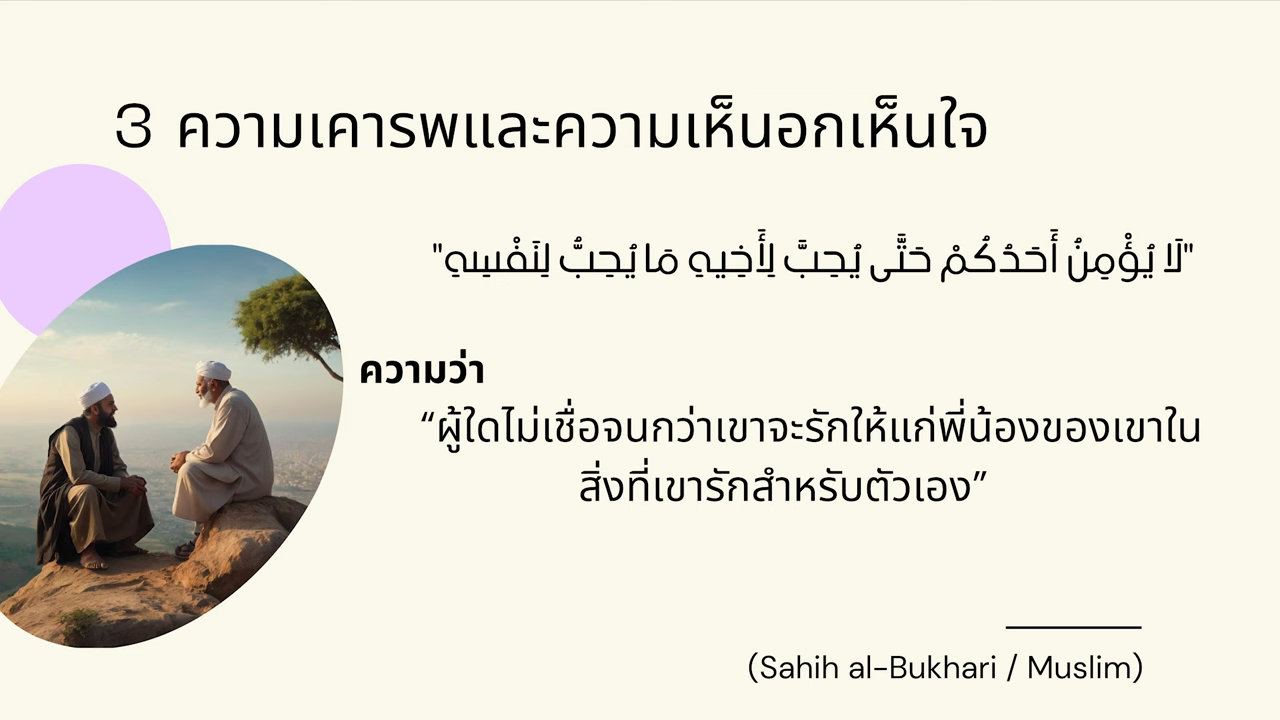 3 ความเคารพและความเห็นอกเห็นใจ
"لَا يُؤْمِنُ أَحَدُكُمْ حَتَّى يُحِبَّ لِأَخِيهِ مَا يُحِبُّ لِنَفْسِهِ"
ความว่า
“ผู้ใดไม่เชื่อจนกว่าเขาจะรักให้แก่พี่น้องของเขาใน
สิ่งที่เขารักสำหรับตัวเอง”
(Sahih al-Bukhari / Muslim)